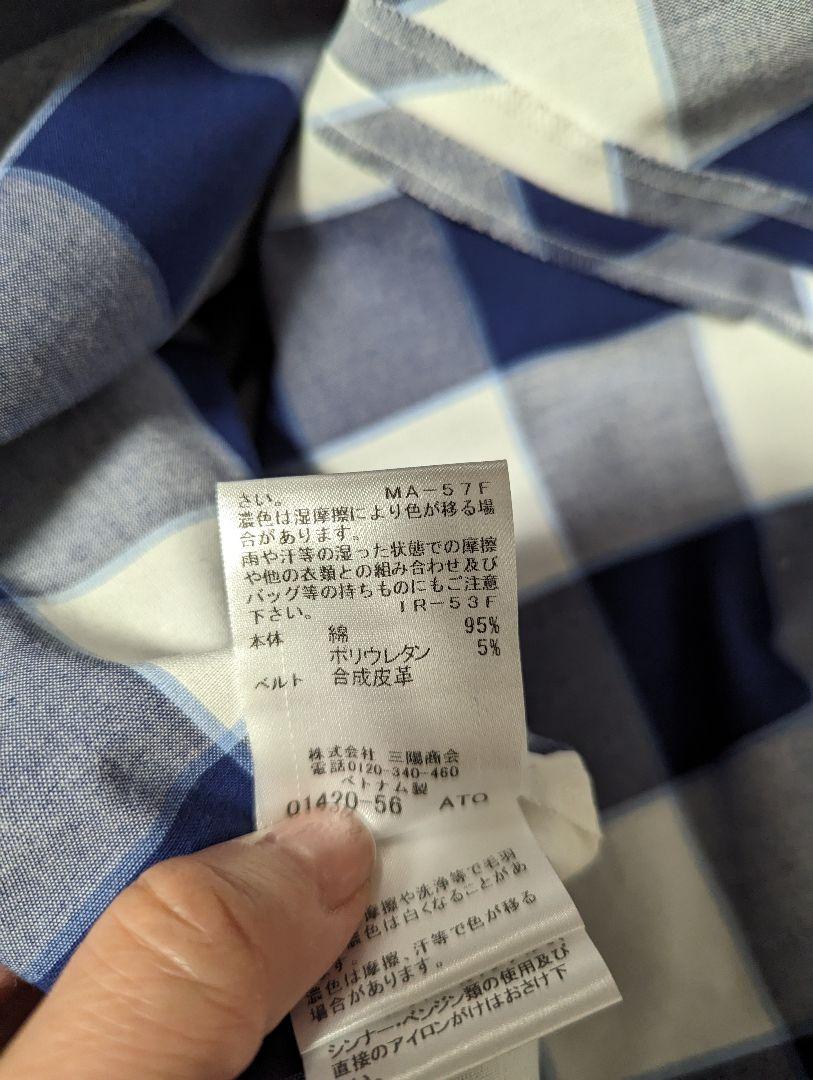 さい。 MA-57F
濃色は湿摩擦により色が移る場
合があります。
雨や汗等の湿った状態での摩擦
や他の衣類との組み合わせ及び
バッグ等の持ちものにもご注意
下さい。 IR-53F
本体 綿 95%
ポリウレタン 5%
ベルト 合成皮革
株式会社 三陽商会
電話0120-340-460
ベトナム製
01420-56 ATQ
摩擦や洗浄等で毛羽
濃色は白くなることがあ
ます。
濃色は摩擦、汗等で色が移る
場合があります。
シンナー・ベンジン類の使用及び
直接のアイロンがけはおさけ下